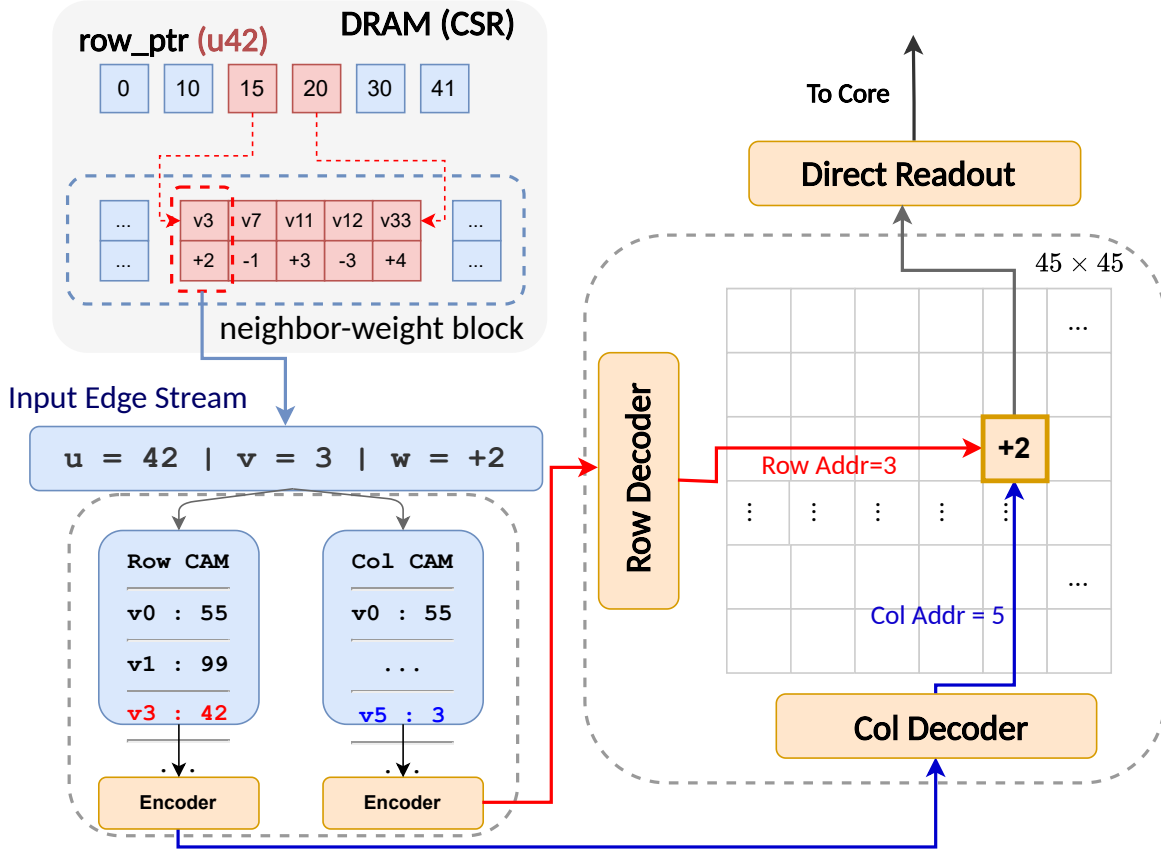 DRAM (CSR)
row_ptr (u42)
0 10 15 20 30 41
... v3 v7 v11 v12 v33 ...
... +2 -1 +3 -3 +4 ...
neighbor-weight block
Input Edge Stream
u = 42 | v = 3 | w = +2
Row CAM
v0 : 55
v1 : 99
v3 : 42
...
Encoder
Col CAM
v0 : 55
...
v5 : 3
...
Encoder
To Core
Direct Readout
45 × 45
...
Row Decoder
Row Addr=3
+2
⋮ ⋮ ⋮ ⋮ ⋮
...
Col Addr = 5
Col Decoder